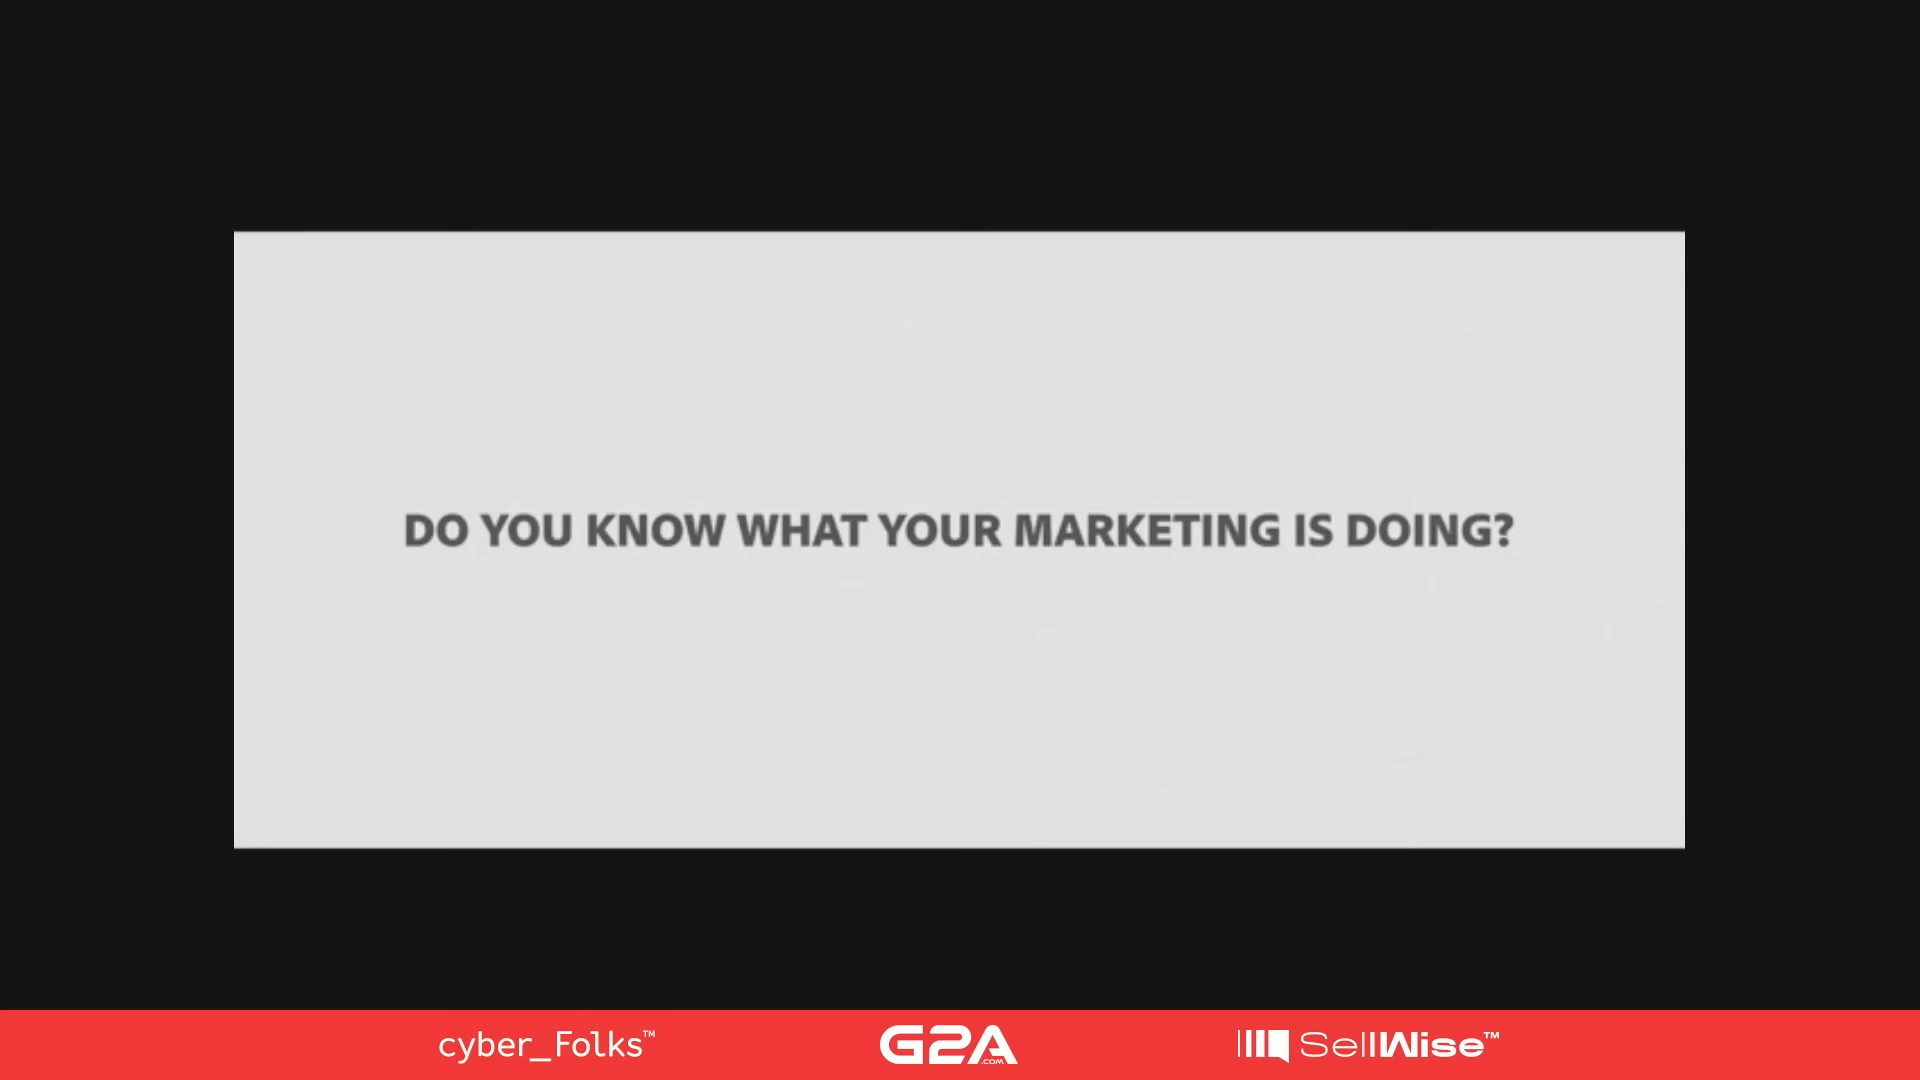 DO YOU KNOW WHAT YOUR MARKETING IS DOING?
cyber_Folks™ G2A.COM SellWise™